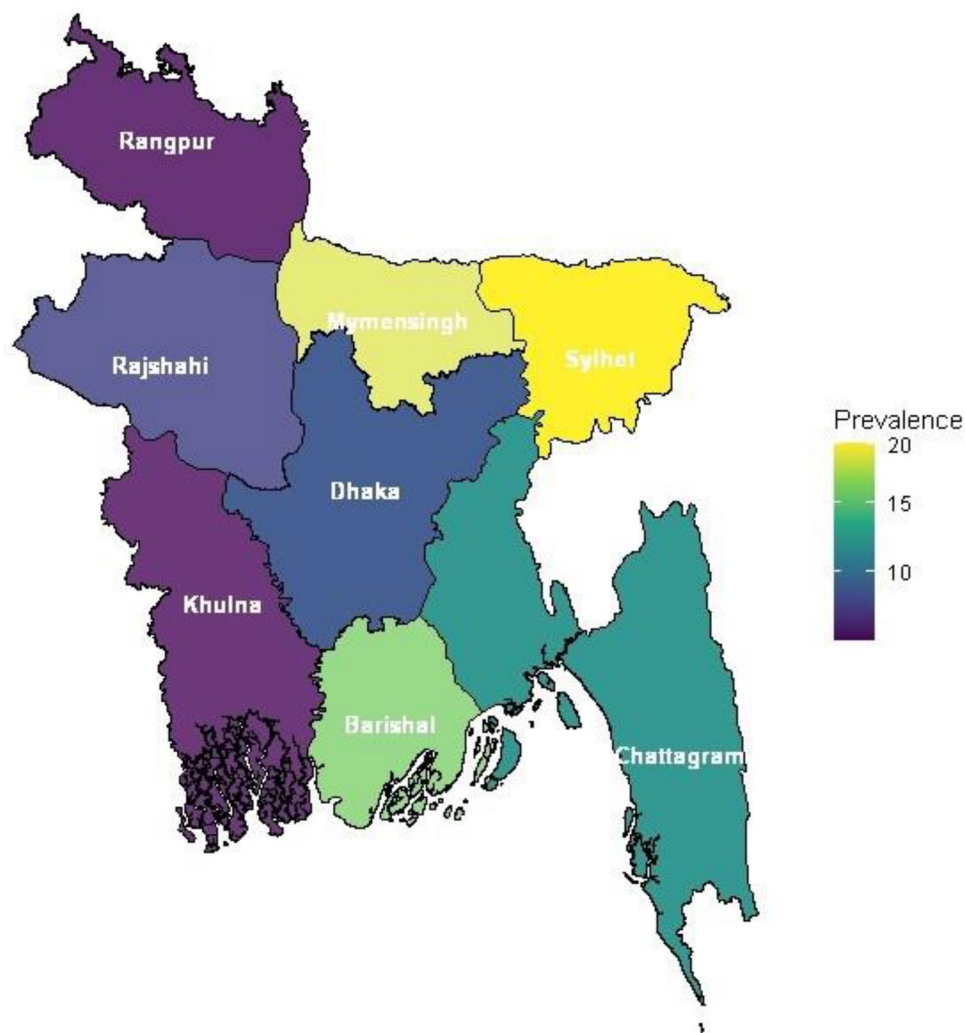 Rangpur
Mymensingh
Sylhet
Rajshahi
Prevalence
20
15
10
Dhaka
Khulna
Barishal
Chattagram